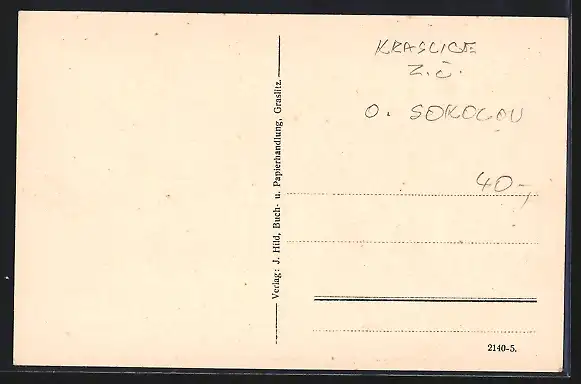 KRASLICE
Z.Č.
O. SOKOLOV
40-,
Verlag: J. Hild, Buch- u. Papierhandlung, Graslitz.
2140-5.